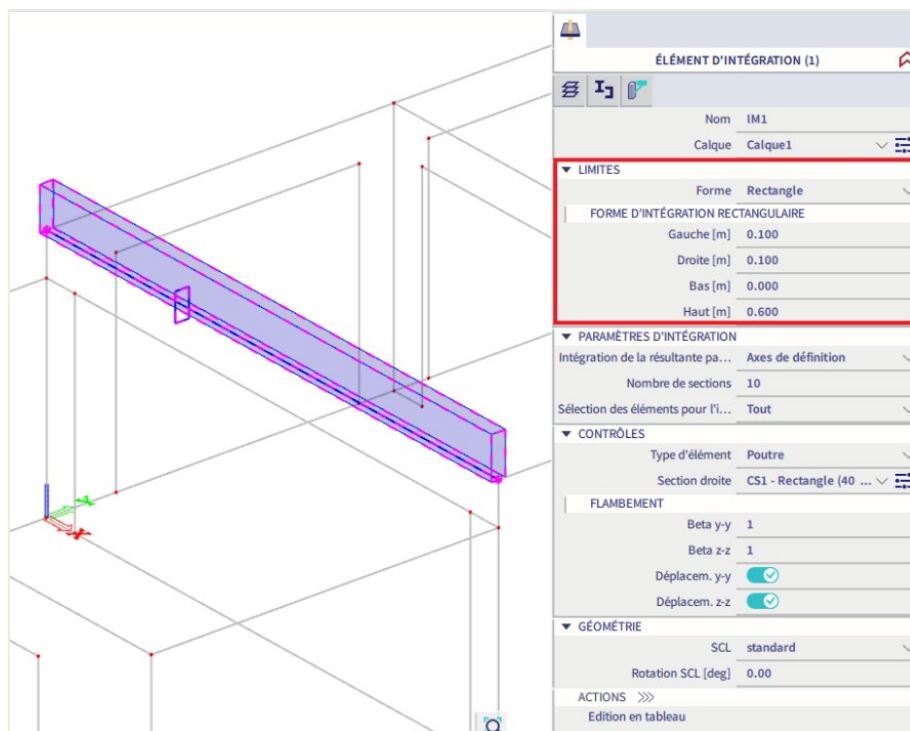 ÉLÉMENT D'INTÉGRATION (1)
Nom IM1
Calque Calque1
LIMITES
Forme Rectangle
FORME D'INTÉGRATION RECTANGULAIRE
Gauche [m] 0.100
Droite [m] 0.100
Bas [m] 0.000
Haut [m] 0.600
PARAMÈTRES D'INTÉGRATION
Intégration de la résultante pa... Axes de définition
Nombre de sections 10
Sélection des éléments pour l'i... Tout
CONTRÔLES
Type d'élément Poutre
Section droite CS1 - Rectangle (40 ...
FLAMBEMENT
Beta y-y 1
Beta z-z 1
Déplacem. y-y
Déplacem. z-z
GÉOMÉTRIE
SCL standard
Rotation SCL [deg] 0.00
ACTIONS >>>
Edition en tableau